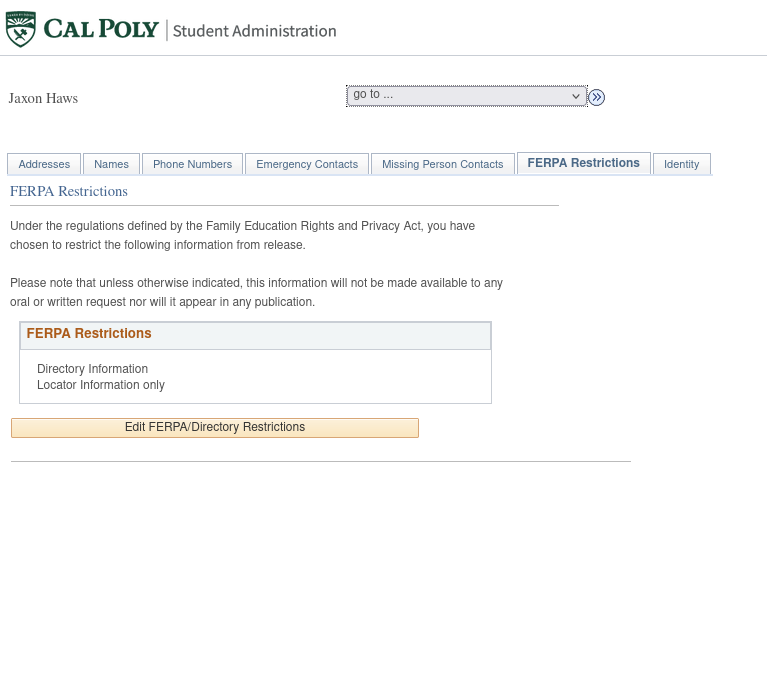 CAL POLY | Student Administration
Jaxon Haws
go to ...
Addresses
Names
Phone Numbers
Emergency Contacts
Missing Person Contacts
FERPA Restrictions
Identity
FERPA Restrictions
Under the regulations defined by the Family Education Rights and Privacy Act, you have
chosen to restrict the following information from release.
Please note that unless otherwise indicated, this information will not be made available to any
oral or written request nor will it appear in any publication.
FERPA Restrictions
Directory Information
Locator Information only
Edit FERPA/Directory Restrictions